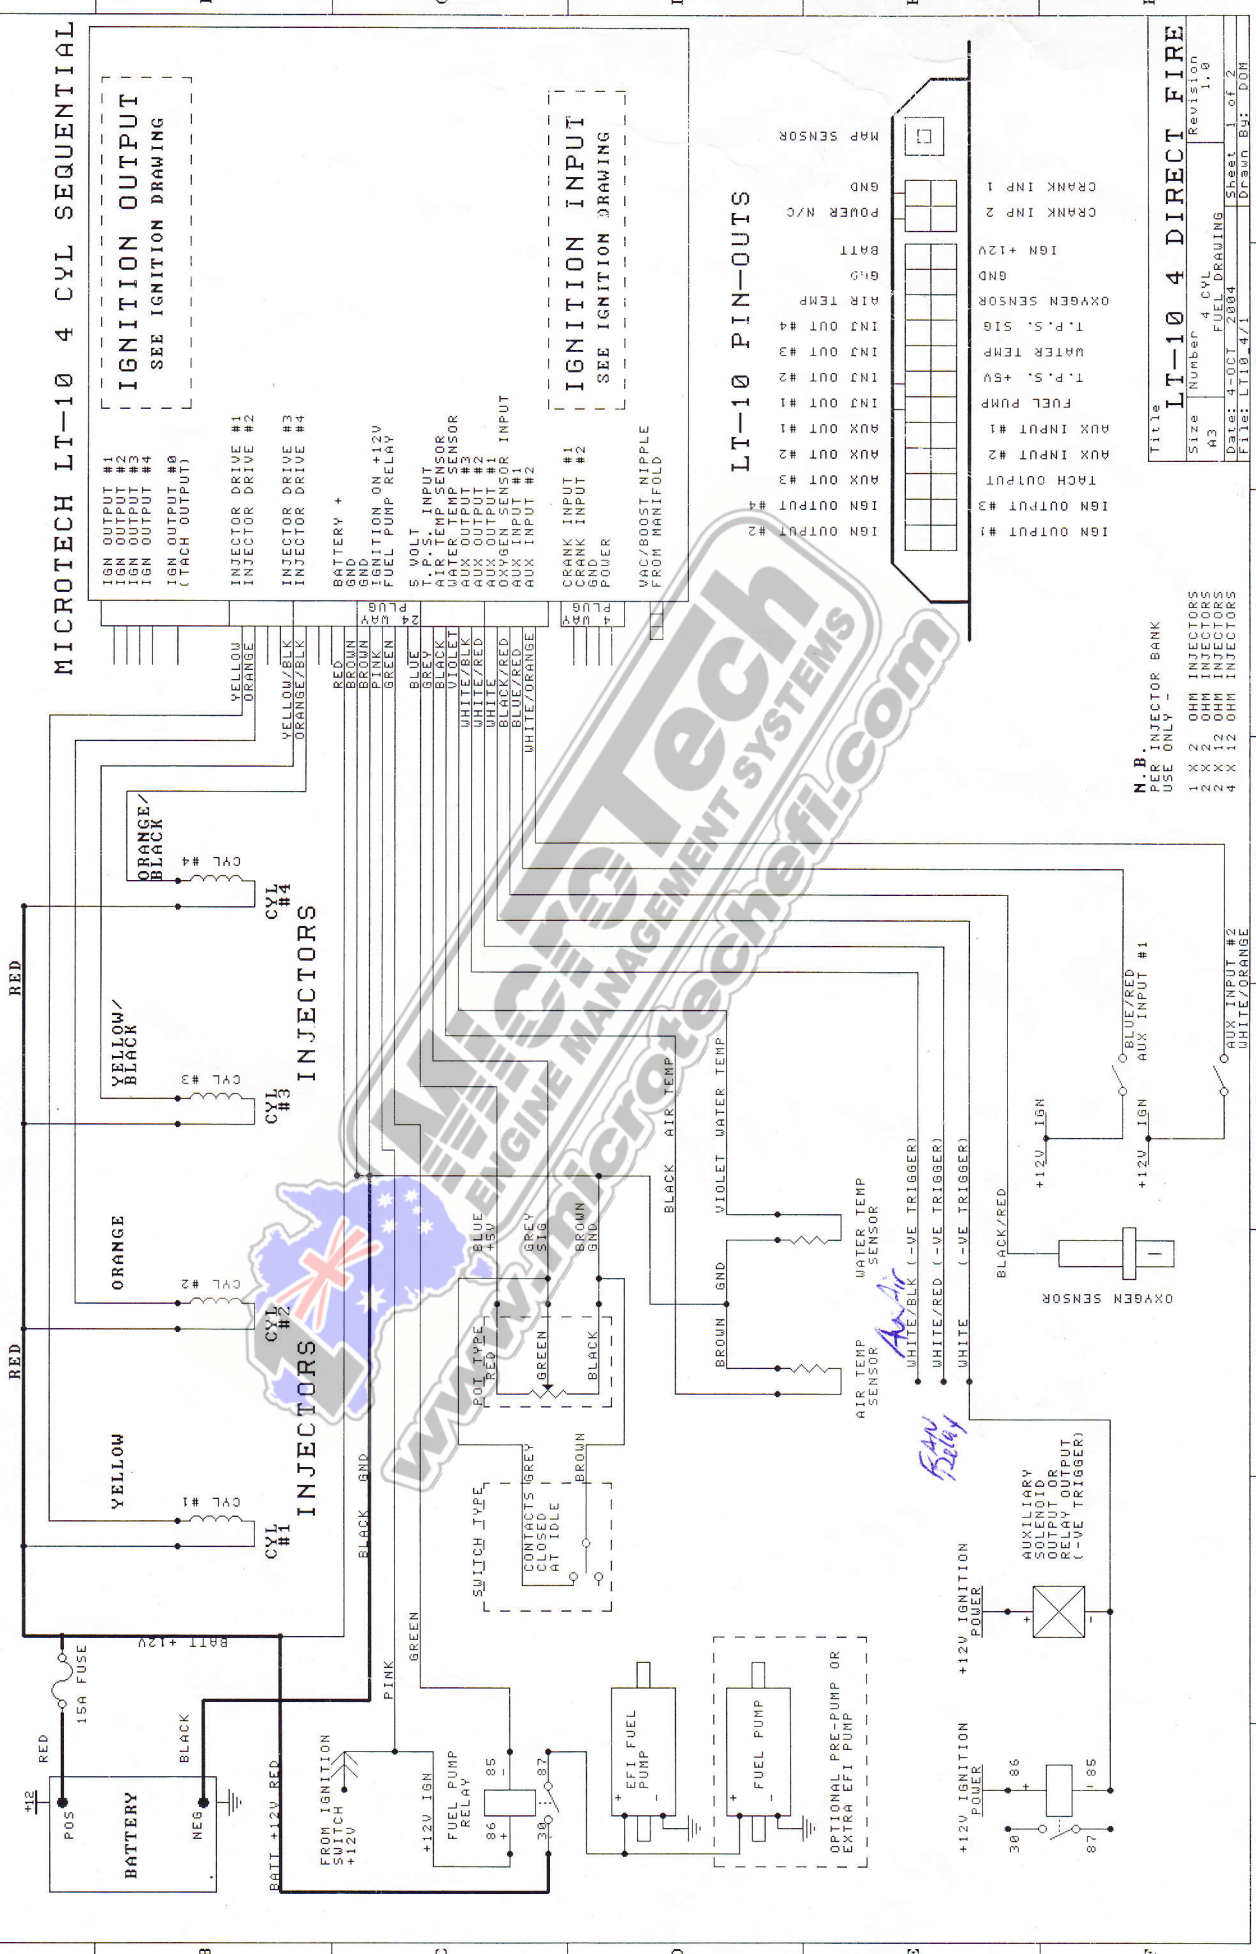 MICROTECH LT-10 4 CYL SEQUENTIAL
IGNITION OUTPUT
SEE IGNITION DRAWING
IGN OUTPUT #1
IGN OUTPUT #2
IGN OUTPUT #3
IGN OUTPUT #4
IGN OUTPUT #0
(TACH OUTPUT)
INJECTOR DRIVE #1
INJECTOR DRIVE #2
INJECTOR DRIVE #3
INJECTOR DRIVE #4
BATTERY +
GND
GND
IGNITION ON +12V
FUEL PUMP RELAY
5 VOLT
T.P.S. INPUT
AIR TEMP SENSOR
WATER TEMP SENSOR
AUX OUTPUT #3
AUX OUTPUT #2
AUX OUTPUT #1
OXYGEN SENSOR INPUT
AUX INPUT #1
AUX INPUT #2
IGNITION INPUT
SEE IGNITION DRAWING
CRANK INPUT #1
CRANK INPUT #2
GND
POWER
VAC/BOOST NIPPLE
FROM MANIFOLD
24 WAY
PLUG
4 WAY
PLUG
YELLOW
ORANGE
YELLOW/BLK
ORANGE/BLK
RED
BROWN
BROWN
PINK
GREEN
BLUE
GREY
BLACK
VIOLET
WHITE/BLK
WHITE/RED
WHITE
BLACK/RED
BLUE/RED
WHITE/ORANGE
RED
RED
YELLOW
CYL #1
CYL
#1
ORANGE
CYL #2
CYL
#2
INJECTORS
YELLOW/
BLACK
CYL #3
CYL
#3
ORANGE/
BLACK
CYL #4
CYL
#4
INJECTORS
+12
POS
NEG
BATTERY
RED
BLACK
15A FUSE
BATT +12V
BATT +12V RED
BLACK GND
FROM IGNITION
SWITCH
+12V
PINK
GREEN
+12V IGN
FUEL PUMP
RELAY
86
+
85
-
30
87
EFI FUEL
PUMP
+
-
FUEL PUMP
+
-
OPTIONAL PRE-PUMP OR
EXTRA EFI PUMP
SWITCH TYPE
CONTACTS
CLOSED
AT IDLE
GREY
BROWN
POT TYPE
RED
GREEN
BLACK
BLUE
+5V
GREY
SIG
BROWN
GND
BLACK AIR TEMP
VIOLET WATER TEMP
BROWN GND
AIR TEMP
SENSOR
WATER TEMP
SENSOR
WHITE/BLK (-VE TRIGGER)
WHITE/RED (-VE TRIGGER)
WHITE (-VE TRIGGER)
FAN
Relay
+12V IGNITION
POWER
+
-
AUXILIARY
SOLENOID
OUTPUT OR
RELAY OUTPUT
(-VE TRIGGER)
+12V IGNITION
POWER
30
86
+
87
-85
BLACK/RED
OXYGEN SENSOR
+12V IGN
BLUE/RED
AUX INPUT #1
+12V IGN
AUX INPUT #2
WHITE/ORANGE
LT-10 PIN-OUTS
MAP SENSOR
GND
POWER N/C
BATT
GND
AIR TEMP
INJ OUT #4
INJ OUT #3
INJ OUT #2
INJ OUT #1
AUX OUT #1
AUX OUT #2
AUX OUT #3
IGN OUTPUT #4
IGN OUTPUT #2
CRANK INP 1
CRANK INP 2
IGN +12V
GND
OXYGEN SENSOR
T.P.S. SIG
WATER TEMP
T.P.S. +5V
FUEL PUMP
AUX INPUT #1
AUX INPUT #2
TACH OUTPUT
IGN OUTPUT #3
IGN OUTPUT #1
N.B.
PER INJECTOR BANK
USE ONLY -
1 X 2 OHM INJECTORS
2 X 2 OHM INJECTORS
2 X 12 OHM INJECTORS
4 X 12 OHM INJECTORS
Title
LT-10 4 DIRECT FIRE
Size
A3
Number
4 CYL
FUEL DRAWING
Revision
1.0
Date: 4-OCT 2004
Sheet 1 of 2
File: LT10_4/1
Drawn By: DOM
MicroTech
ENGINE MANAGEMENT SYSTEMS
www.microtechefi.com